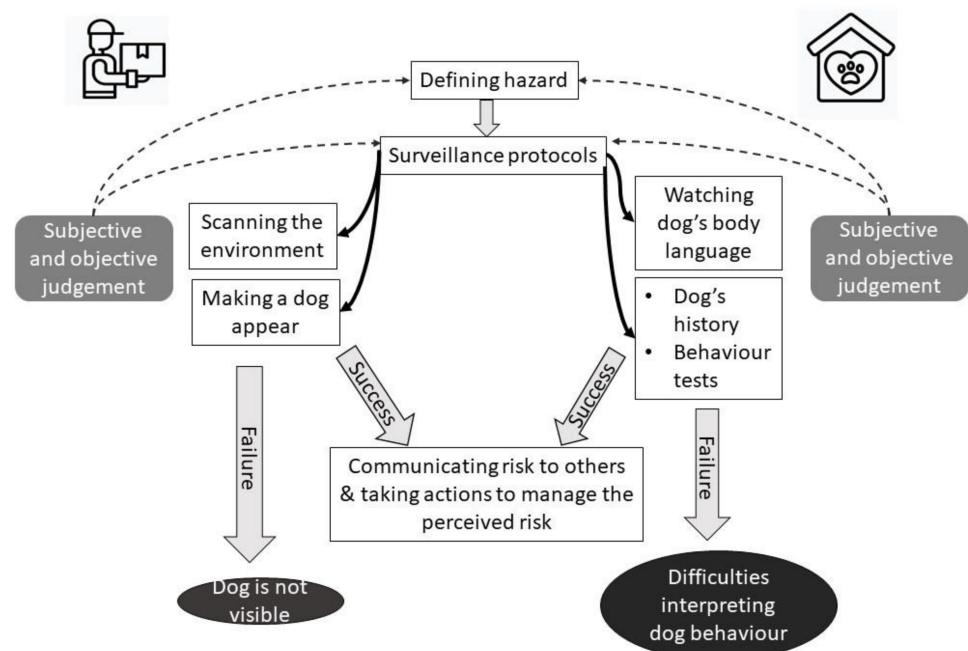 Defining hazard
Surveillance protocols
Subjective
and objective
judgement
Scanning the
environment
Making a dog
appear
Watching
dog's body
language
• Dog's
history
• Behaviour
tests
Subjective
and objective
judgement
Success
Success
Failure
Failure
Communicating risk to others
& taking actions to manage the
perceived risk
Dog is not
visible
Difficulties
interpreting
dog behaviour